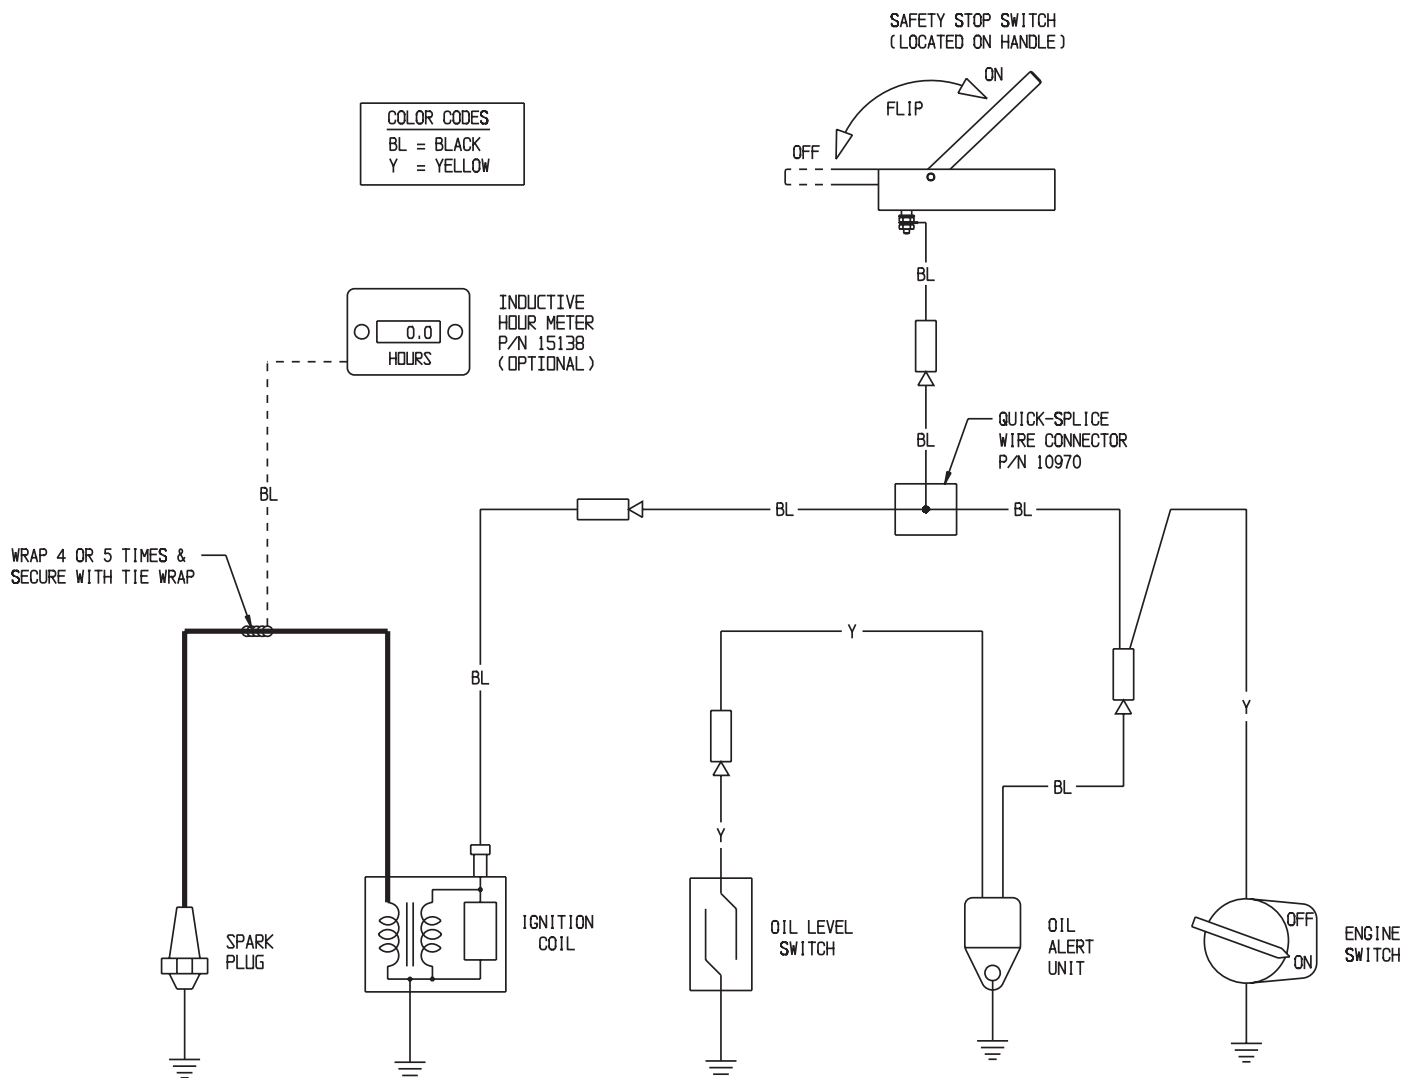 SAFETY STOP SWITCH
(LOCATED ON HANDLE)
ON
FLIP
OFF
COLOR CODES
BL = BLACK
Y = YELLOW
BL
0.0
HOURS
INDUCTIVE
HOUR METER
P/N 15138
(OPTIONAL)
BL
QUICK-SPLICE
WIRE CONNECTOR
P/N 10970
BL
BL
BL
WRAP 4 OR 5 TIMES &
SECURE WITH TIE WRAP
Y
BL
Y
BL
Y
SPARK
PLUG
IGNITION
COIL
OIL LEVEL
SWITCH
OIL
ALERT
UNIT
OFF
ON
ENGINE
SWITCH